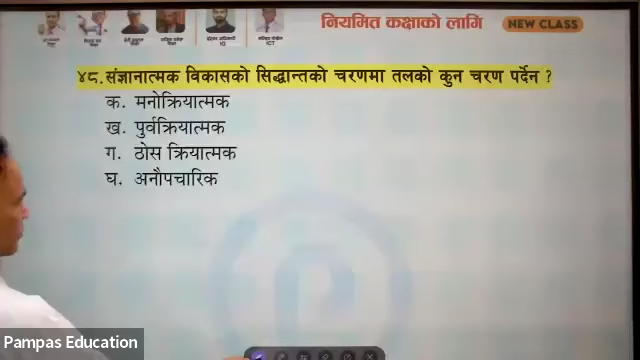 नियमित कक्षाको लागि NEW CLASS
४८. संज्ञानात्मक विकासको सिद्धान्तको चरणमा तलको कुन चरण पर्देन ?
क. मनोक्रियात्मक
ख. पुर्वक्रियात्मक
ग. ठोस क्रियात्मक
घ. अनौपचारिक
Pampas Education